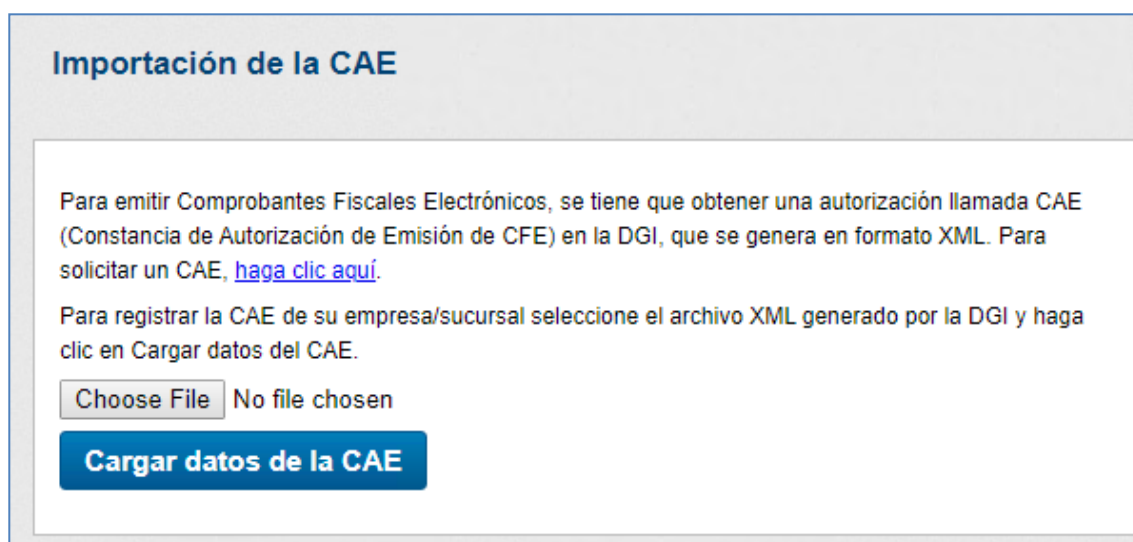 Importación de la CAE
Para emitir Comprobantes Fiscales Electrónicos, se tiene que obtener una autorización llamada CAE
(Constancia de Autorización de Emisión de CFE) en la DGI, que se genera en formato XML. Para
solicitar un CAE, haga clic aquí.
Para registrar la CAE de su empresa/sucursal seleccione el archivo XML generado por la DGI y haga
clic en Cargar datos del CAE.
Choose File No file chosen
Cargar datos de la CAE